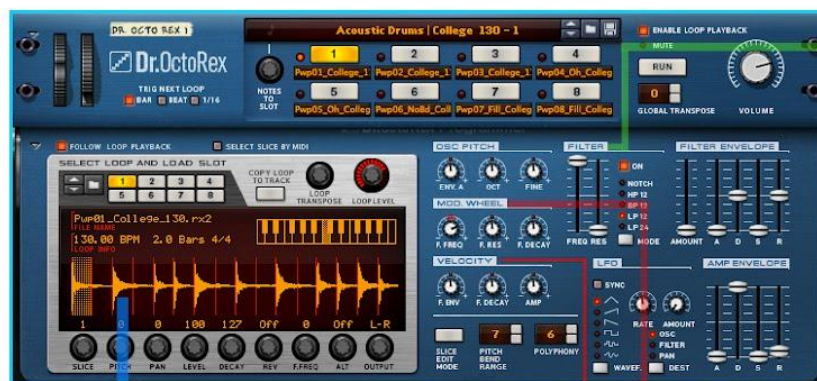 DR. OCTO REX 1
Acoustic Drums | College 130 - 1
ENABLE LOOP PLAYBACK
MUTE
Dr.OctoRex
1 2 3 4
Pwp01_College_1 Pwp02_College_1 Pwp03_College_1 Pwp04_Oh_Colleg
RUN
NOTES TO SLOT
5 6 7 8
0
TRIG NEXT LOOP
BAR BEAT 1/16
Pwp05_Oh_Colleg Pwp06_NoBd_Coll Pwp07_Fill_Colleg Pwp08_Fill_Colleg
GLOBAL TRANSPOSE
VOLUME
FOLLOW LOOP PLAYBACK
SELECT SLICE BY MIDI
OSC PITCH
FILTER
FILTER ENVELOPE
SELECT LOOP AND LOAD SLOT
1 2 3 4
5 6 7 8
COPY LOOP TO TRACK
LOOP TRANSPOSE
LOOP LEVEL
ENV. A OCT FINE
ON
NOTCH
HP 12
BP 12
LP 12
LP 24
MODE
FREQ RES
AMOUNT A D S R
MOD. WHEEL
F. FREQ F. RES F. DECAY
Pwp01_College_130.rx2
FILE NAME
130.00 BPM 2.0 Bars 4/4
LOOP INFO
VELOCITY
F. ENV F. DECAY AMP
LFO
SYNC
RATE AMOUNT
OSC
FILTER
PAN
WAVEF. DEST
AMP ENVELOPE
A D S R
1 0 0 100 127 Off 0 Off L-R
SLICE PITCH PAN LEVEL DECAY REV F.FREQ ALT OUTPUT
SLICE EDIT MODE
7
PITCH BEND RANGE
6
POLYPHONY